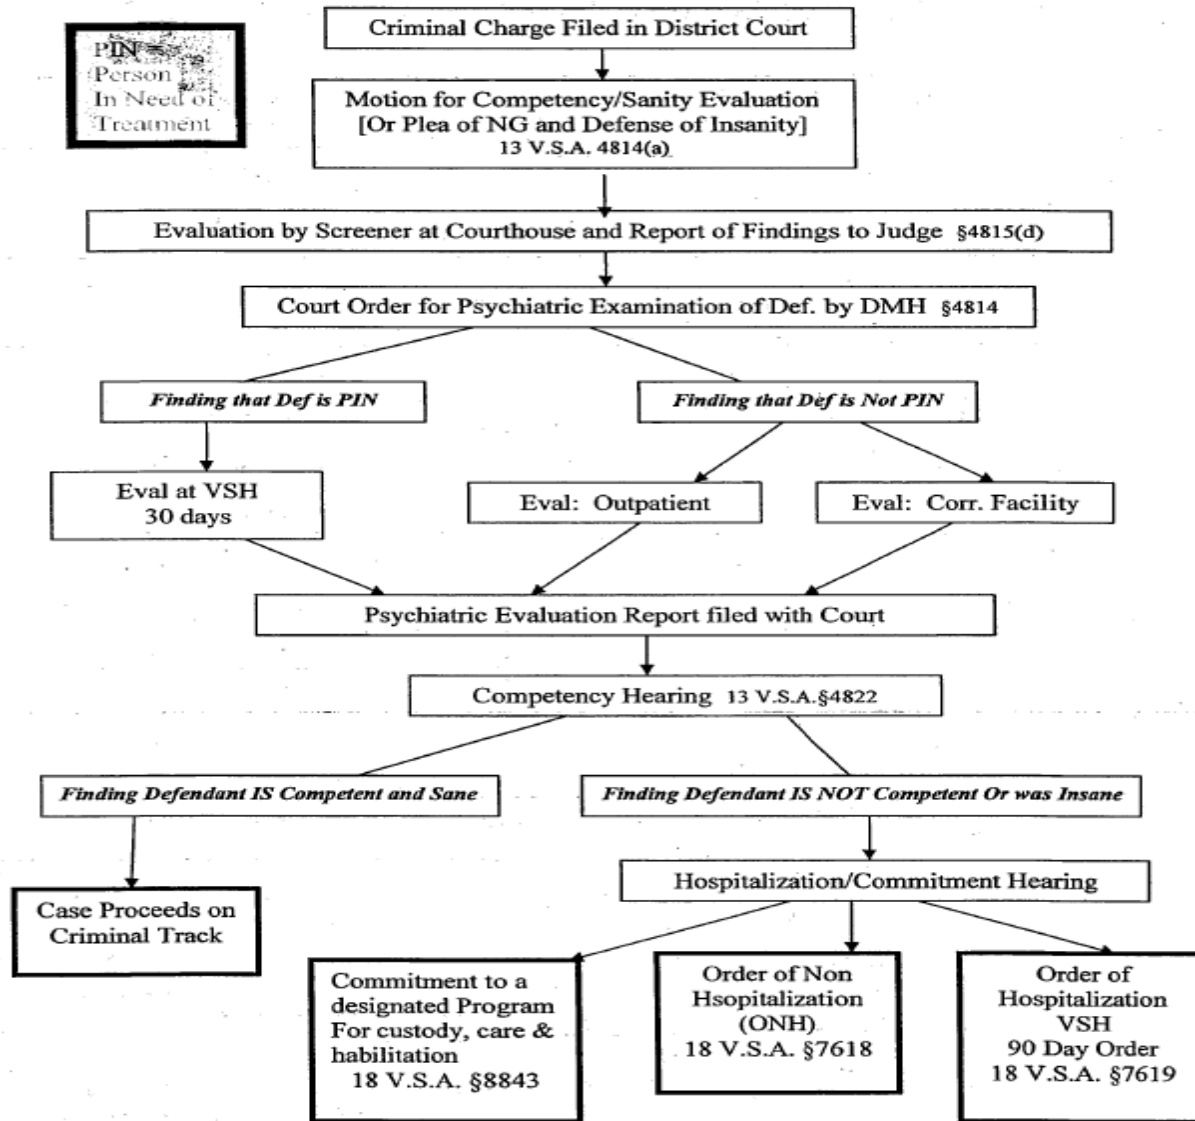 PIN =
Person
In Need of
Treatment
Criminal Charge Filed in District Court
Motion for Competency/Sanity Evaluation
[Or Plea of NG and Defense of Insanity]
13 V.S.A. 4814(a)
Evaluation by Screener at Courthouse and Report of Findings to Judge §4815(d)
Court Order for Psychiatric Examination of Def. by DMH §4814
Finding that Def is PIN
Finding that Def is Not PIN
Eval at VSH
30 days
Eval: Outpatient
Eval: Corr. Facility
Psychiatric Evaluation Report filed with Court
Competency Hearing 13 V.S.A.§4822
Finding Defendant IS Competent and Sane
Finding Defendant IS NOT Competent Or was Insane
Case Proceeds on
Criminal Track
Hospitalization/Commitment Hearing
Commitment to a
designated Program
For custody, care &
habilitation
18 V.S.A. §8843
Order of Non
Hsopitalization
(ONH)
18 V.S.A. §7618
Order of
Hospitalization
VSH
90 Day Order
18 V.S.A. §7619